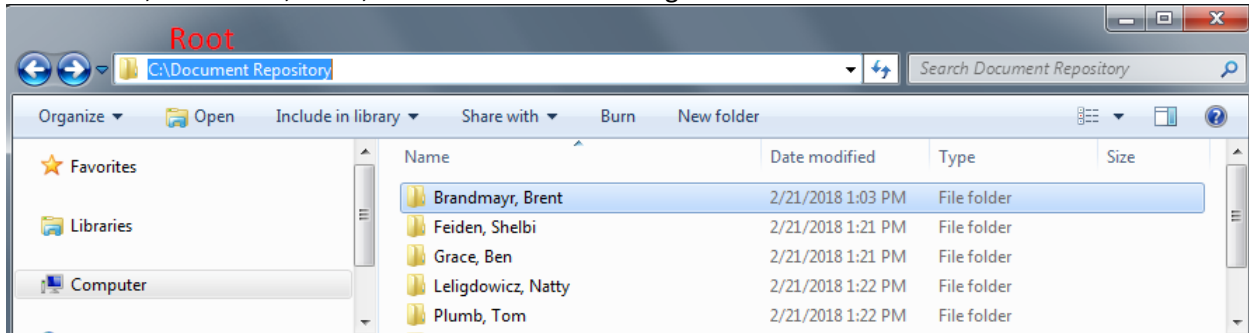 Root
C:\Document Repository Search Document Repository
Organize Open Include in library Share with Burn New folder
Favorites
Libraries
Computer
Name Date modified Type Size
Brandmayr, Brent 2/21/2018 1:03 PM File folder
Feiden, Shelbi 2/21/2018 1:21 PM File folder
Grace, Ben 2/21/2018 1:21 PM File folder
Leligdowicz, Natty 2/21/2018 1:22 PM File folder
Plumb, Tom 2/21/2018 1:22 PM File folder